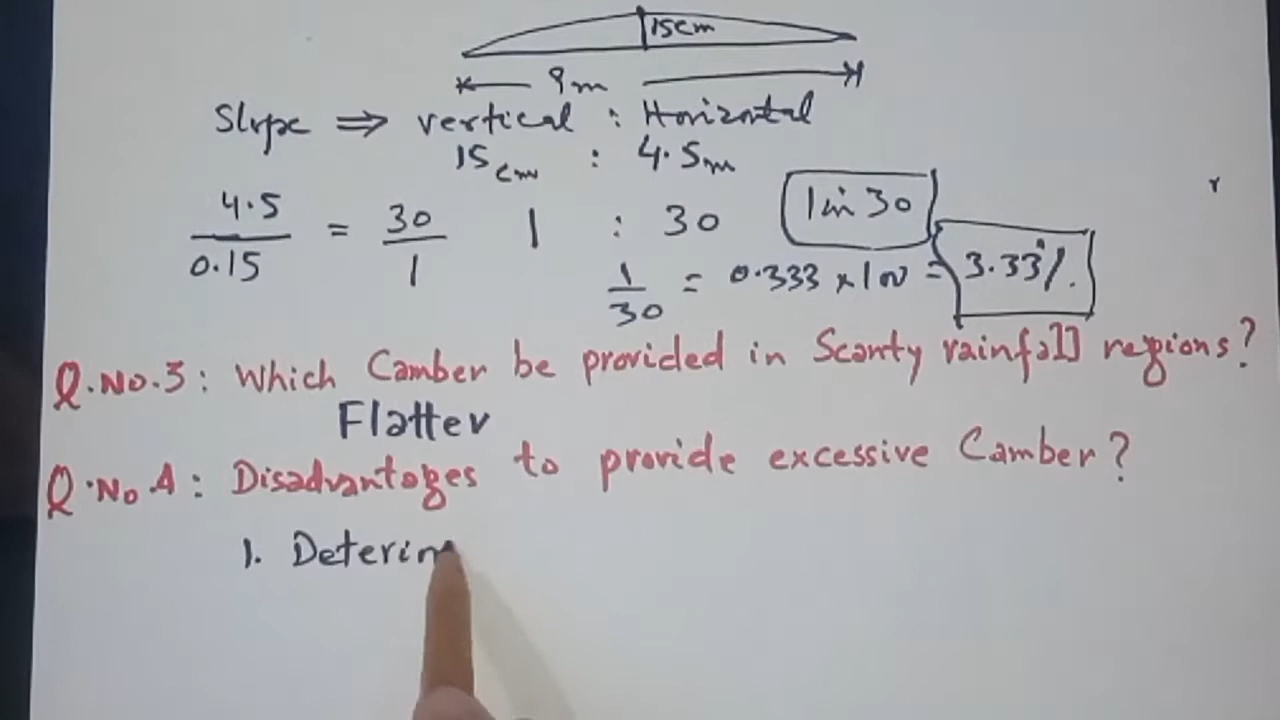 15cm
9m
Slope ⇒ vertical : Horizontal
15cm : 4.5m
4.5/0.15 = 30/1 1 : 30 1 in 30
1/30 = 0.333 x 100 = 3.33%.
Q.No.3: Which Camber be provided in Scanty rainfall regions?
Flatter
Q.No.4: Disadvantages to provide excessive Camber?
1. Deterin